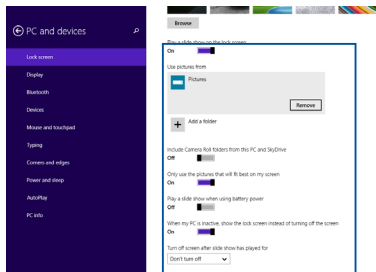 PC and devices
Lock screen
Display
Bluetooth
Devices
Mouse and touchpad
Typing
Corners and edges
Power and sleep
AutoPlay
PC info
Browse
Play a slide show on the lock screen
On
Use pictures from
Pictures
Remove
Add a folder
Include Camera Roll folders from this PC and SkyDrive
Off
Only use the pictures that will fit best on my screen
On
Play a slide show when using battery power
Off
When my PC is inactive, show the lock screen instead of turning off the screen
On
Turn off screen after slide show has played for
Don't turn off